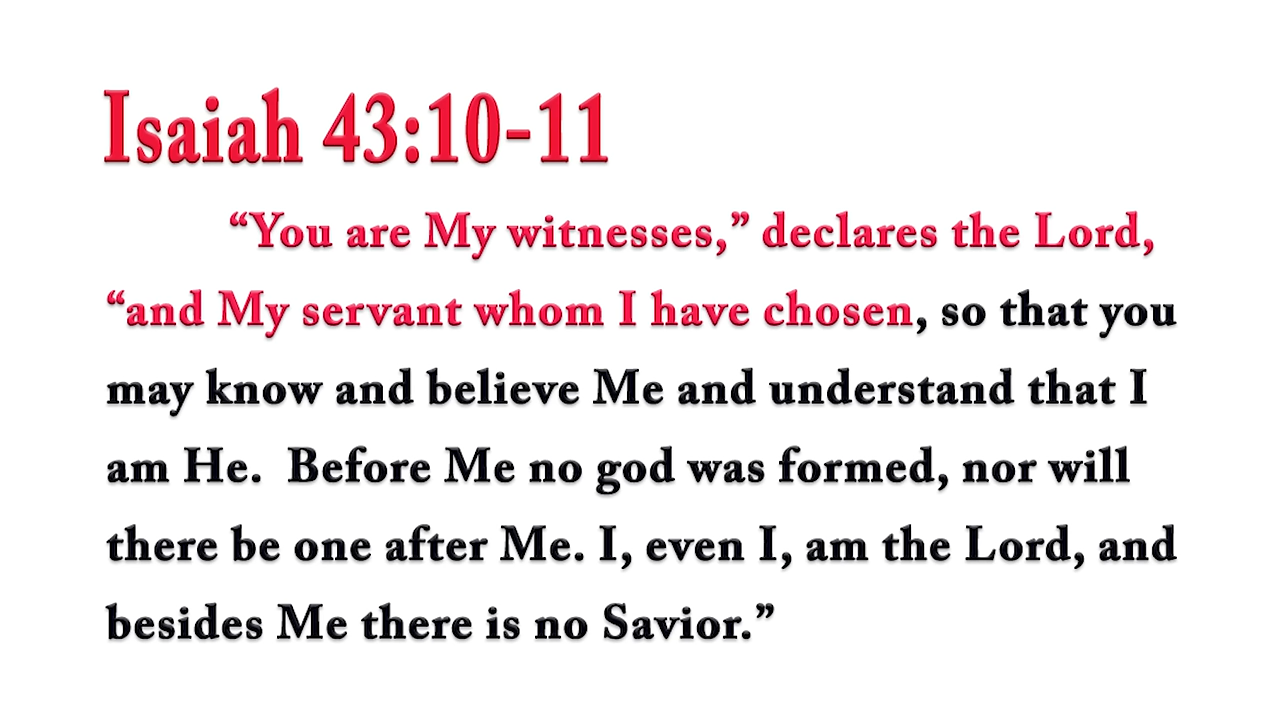 Isaiah 43:10-11
“You are My witnesses,” declares the Lord,
“and My servant whom I have chosen, so that you
may know and believe Me and understand that I
am He.  Before Me no god was formed, nor will
there be one after Me. I, even I, am the Lord, and
besides Me there is no Savior.”